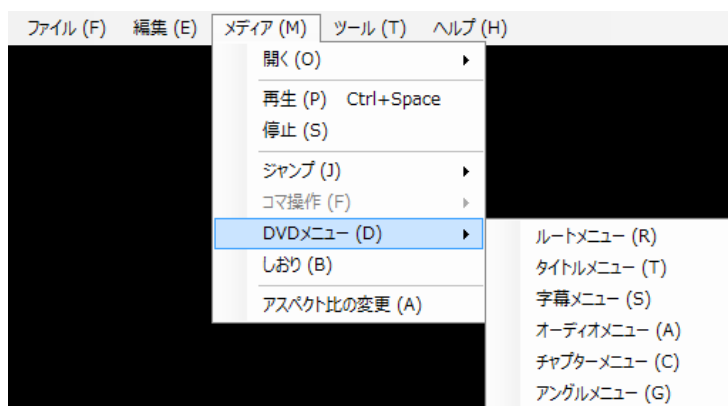 ファイル (F) 編集 (E) メディア (M) ツール (T) ヘルプ (H)
開く (O)
再生 (P) Ctrl+Space
停止 (S)
ジャンプ (J)
コマ操作 (F)
DVDメニュー (D)
しおり (B)
アスペクト比の変更 (A)
ルートメニュー (R)
タイトルメニュー (T)
字幕メニュー (S)
オーディオメニュー (A)
チャプターメニュー (C)
アングルメニュー (G)